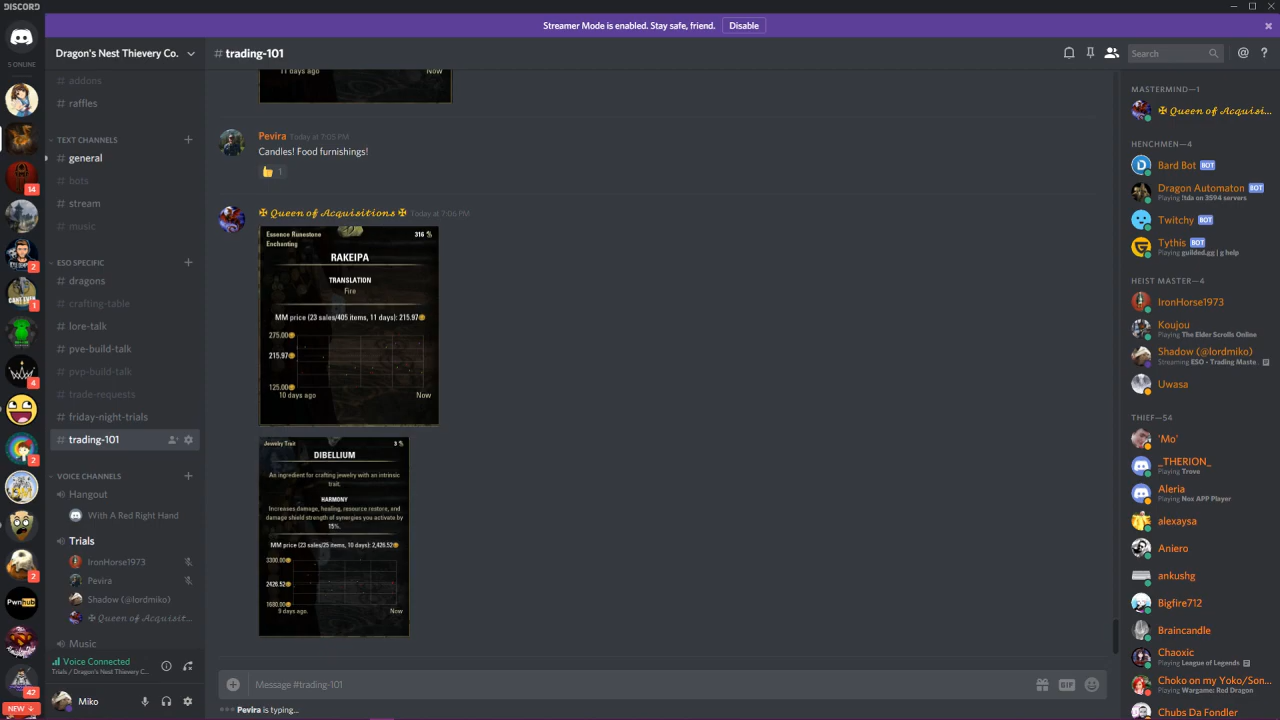 DISCORD
Streamer Mode is enabled. Stay safe, friend. Disable
5 ONLINE
14
2
1
4
2
2
Pwnhub
42
NEW ↓
Dragon's Nest Thievery Co.
# addons
# raffles
TEXT CHANNELS
# general
# bots
# stream
# music
ESO SPECIFIC
# dragons
# crafting-table
# lore-talk
# pve-build-talk
# pvp-build-talk
# trade-requests
# friday-night-trials
# trading-101
VOICE CHANNELS
Hangout
With A Red Right Hand
Trials
IronHorse1973
Pevira
Shadow (@lordmiko)
✠ Queen of Acquisit...
Music
Voice Connected
Trials / Dragon's Nest Thievery C...
Miko
# trading-101
Search
11 days ago Now
Pevira Today at 7:05 PM
Candles! Food furnishings!
👍 1
✠ Queen of Acquisitions ✠ Today at 7:06 PM
Essence Runestone 316
Enchanting
RAKEIPA
TRANSLATION
Fire
MM price (23 sales/405 items, 11 days): 215.97
275.00
215.97
125.00
10 days ago Now
Jewelry Trait 3
DIBELLIUM
An ingredient for crafting jewelry with an intrinsic
trait.
HARMONY
Increases damage, healing, resource restore, and
damage shield strength of synergies you activate by
15%.
MM price (23 sales/25 items, 10 days): 2,426.52
3300.00
2426.52
1600.00
9 days ago Now
Message #trading-101
GIF
Pevira is typing...
MASTERMIND—1
✠ Queen of Acquisi...
HENCHMEN—4
Bard Bot BOT
Dragon Automaton BOT
Playing !tda on 3594 servers
Twitchy BOT
Tythis BOT
Playing guilded.gg | g help
HEIST MASTER—4
IronHorse1973
Koujou
Playing The Elder Scrolls Online
Shadow (@lordmiko)
Streaming ESO - Trading Maste...
Uwasa
THIEF—54
'Mo'
_THERION_
Playing Trove
Aleria
Playing Nox APP Player
alexaysa
Aniero
ankushg
Bigfire712
Braincandle
Chaoxic
Playing League of Legends
Choko on my Yoko/Son...
Playing Wargame: Red Dragon
Chubs Da Fondler